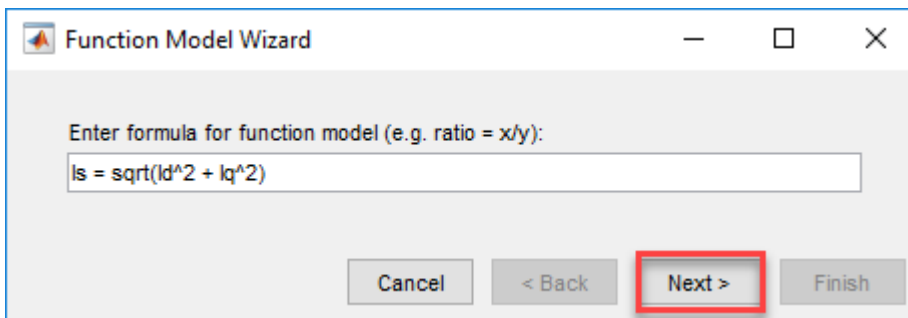 Function Model Wizard
Enter formula for function model (e.g. ratio = x/y):
Is = sqrt(Id^2 + Iq^2)
Cancel < Back Next > Finish